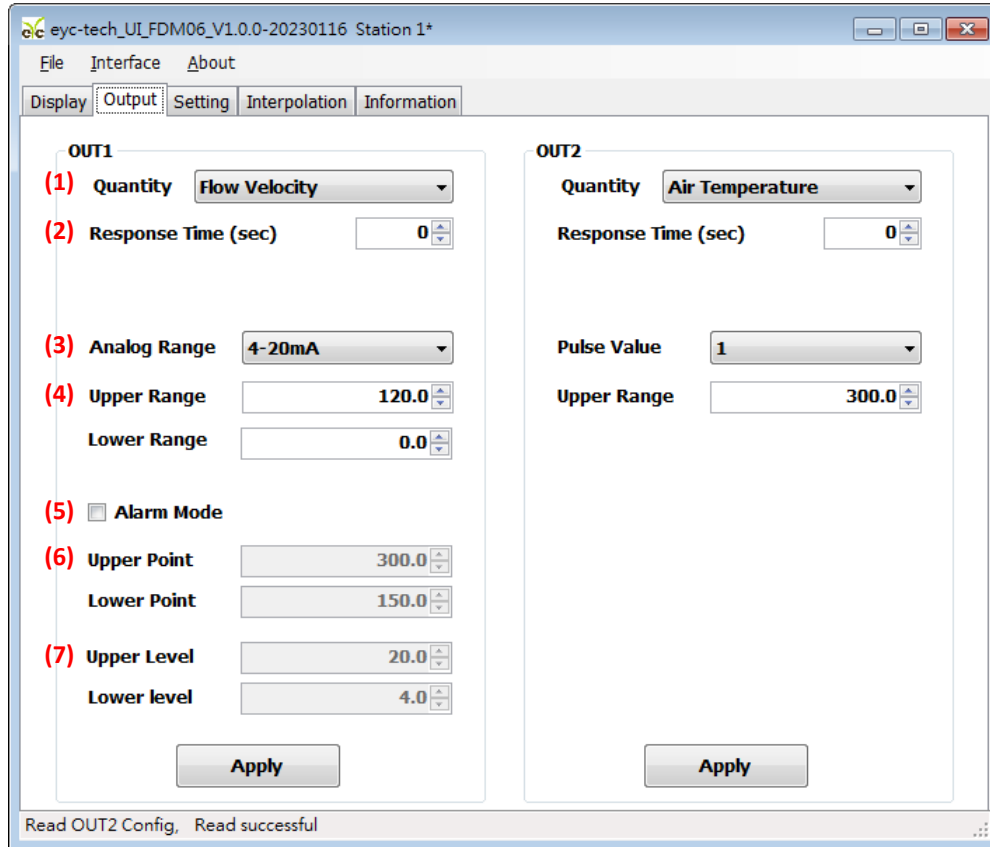 eyc eyc-tech_UI_FDM06_V1.0.0-20230116 Station 1*
File Interface About
Display Output Setting Interpolation Information
OUT1
(1) Quantity Flow Velocity
(2) Response Time (sec) 0
(3) Analog Range 4-20mA
(4) Upper Range 120.0
Lower Range 0.0
(5) Alarm Mode
(6) Upper Point 300.0
Lower Point 150.0
(7) Upper Level 20.0
Lower level 4.0
Apply
OUT2
Quantity Air Temperature
Response Time (sec) 0
Pulse Value 1
Upper Range 300.0
Apply
Read OUT2 Config, Read successful